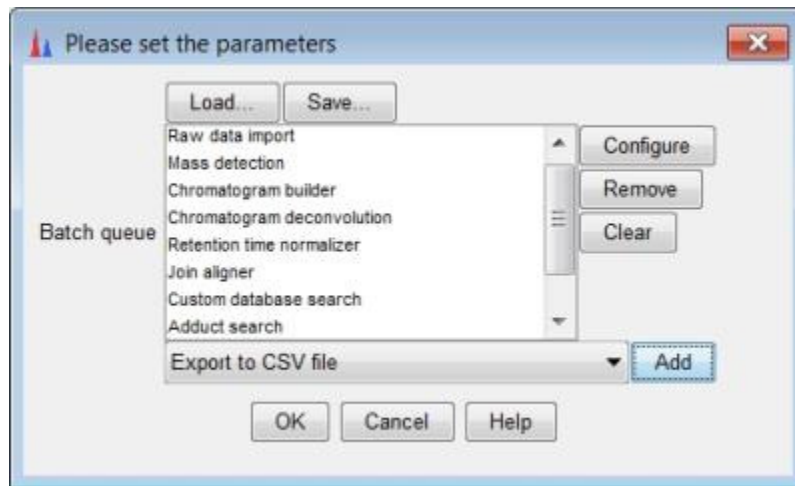 Please set the parameters
Load... Save...
Raw data import
Mass detection
Chromatogram builder
Chromatogram deconvolution
Retention time normalizer
Join aligner
Custom database search
Adduct search
Batch queue
Configure
Remove
Clear
Export to CSV file Add
OK Cancel Help